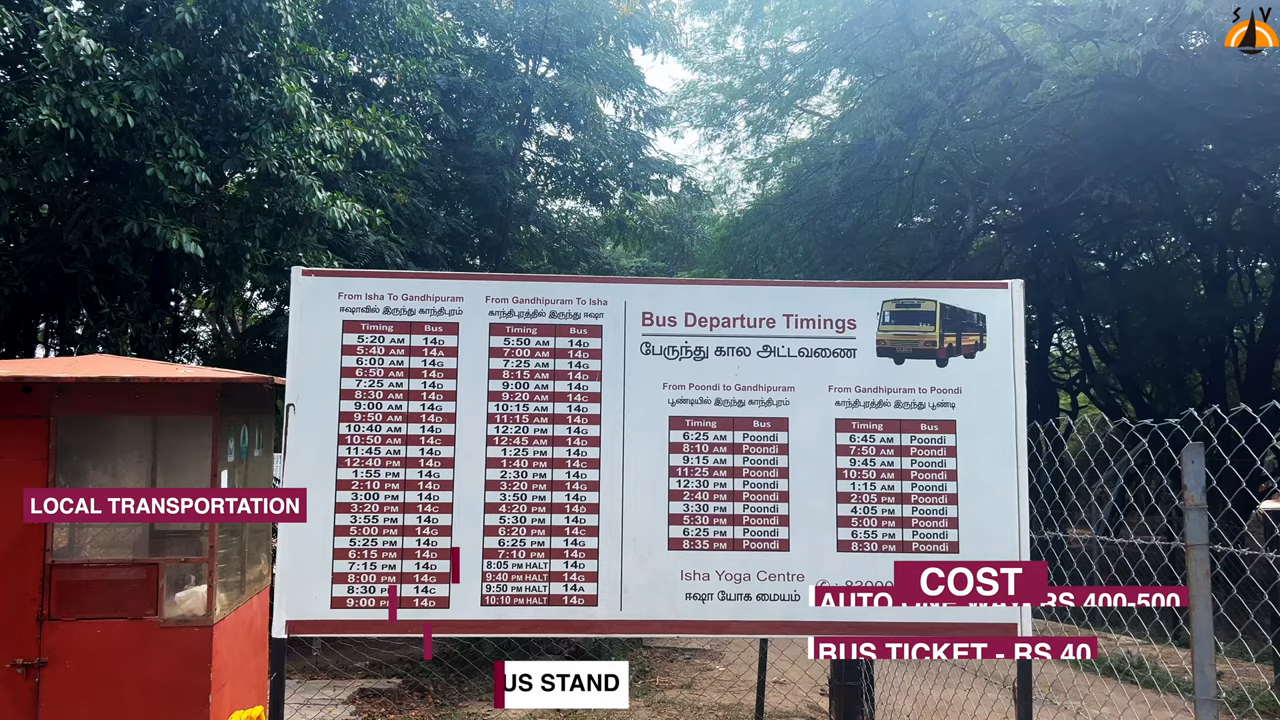 S V
From Isha To Gandhipuram
ஈஷாவில் இருந்து காந்திபுரம்
Timing Bus
5:20 AM 14D
5:40 AM 14A
6:00 AM 14G
6:50 AM 14D
7:25 AM 14D
8:30 AM 14D
9:00 AM 14G
9:50 AM 14D
10:40 AM 14D
10:50 AM 14C
11:45 AM 14D
12:40 PM 14D
1:55 PM 14G
2:10 PM 14D
3:00 PM 14D
3:20 PM 14C
3:55 PM 14D
5:00 PM 14G
5:25 PM 14D
6:15 PM 14D
7:15 PM 14D
8:00 PM 14G
8:30 PM 14C
9:00 PM 14D
From Gandhipuram To Isha
காந்திபுரத்தில் இருந்து ஈஷா
Timing Bus
5:50 AM 14D
7:00 AM 14D
7:25 AM 14G
8:15 AM 14D
9:00 AM 14D
9:20 AM 14C
10:15 AM 14D
11:15 AM 14D
12:20 PM 14G
12:45 AM 14D
1:25 PM 14D
1:40 PM 14C
2:30 PM 14D
3:20 PM 14G
3:50 PM 14D
4:20 PM 14D
5:30 PM 14D
6:20 PM 14C
6:25 PM 14G
7:10 PM 14D
8:05 PM HALT 14D
9:40 PM HALT 14G
9:50 PM HALT 14A
10:10 PM HALT 14D
Bus Departure Timings
பேருந்து கால அட்டவணை
From Poondi to Gandhipuram
பூண்டியில் இருந்து காந்திபுரம்
Timing Bus
6:25 AM Poondi
8:10 AM Poondi
9:15 AM Poondi
11:25 AM Poondi
12:30 PM Poondi
2:40 PM Poondi
3:30 PM Poondi
5:30 PM Poondi
6:25 PM Poondi
8:35 PM Poondi
From Gandhipuram to Poondi
காந்திபுரத்தில் இருந்து பூண்டி
Timing Bus
6:45 AM Poondi
7:50 AM Poondi
9:45 AM Poondi
10:50 AM Poondi
1:15 AM Poondi
2:05 PM Poondi
4:05 PM Poondi
5:00 PM Poondi
6:55 PM Poondi
8:30 PM Poondi
Isha Yoga Centre
ஈஷா யோக மையம்
LOCAL TRANSPORTATION
COST
AUTO ONE WAY RS 400-500
BUS TICKET - RS 40
US STAND